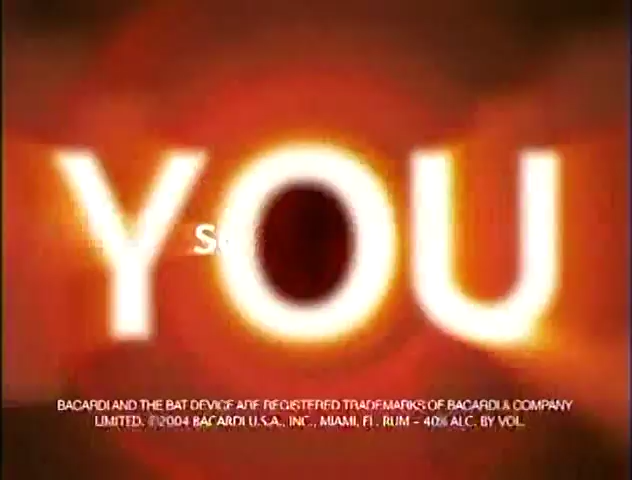 YOU
BACARDI AND THE BAT DEVICE ARE REGISTERED TRADEMARKS OF BACARDI & COMPANY
LIMITED. ©2004 BACARDI U.S.A., INC., MIAMI, FL. RUM - 40% ALC. BY VOL.